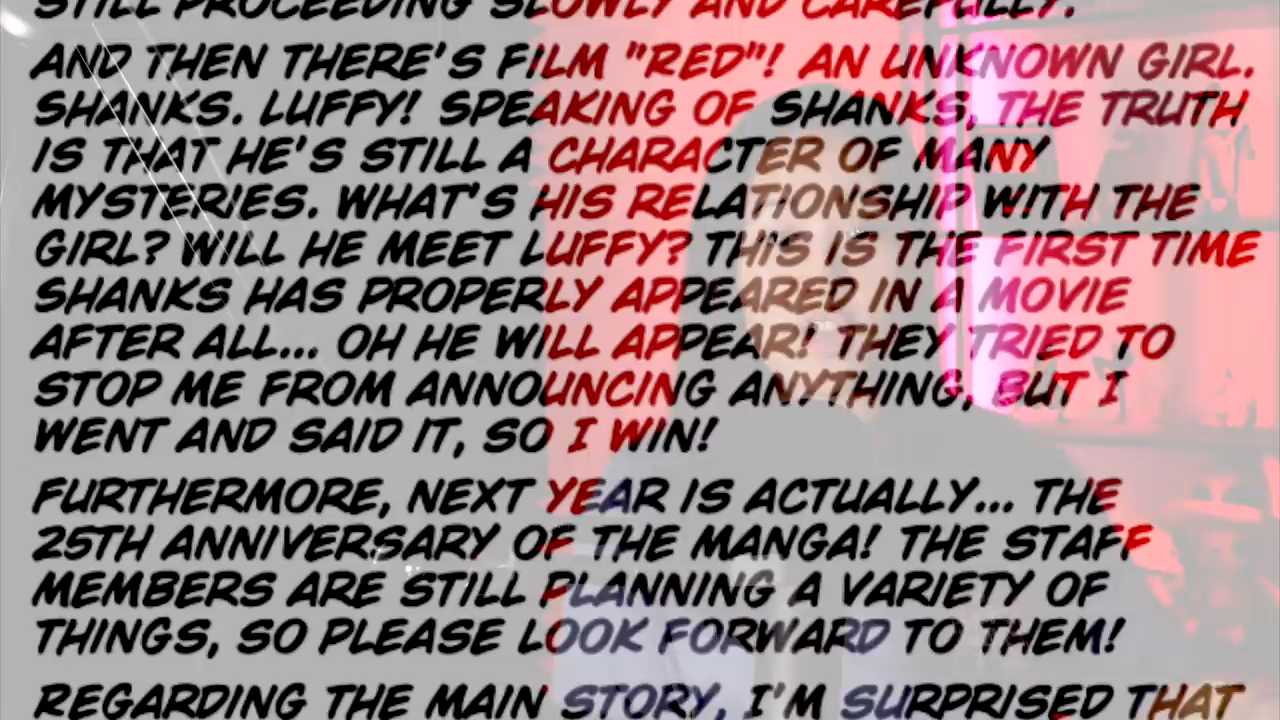 STILL PROCEEDING SLOWLY AND CAREFULLY.
AND THEN THERE'S FILM "RED"! AN UNKNOWN GIRL.
SHANKS. LUFFY! SPEAKING OF SHANKS, THE TRUTH
IS THAT HE'S STILL A CHARACTER OF MANY
MYSTERIES. WHAT'S HIS RELATIONSHIP WITH THE
GIRL? WILL HE MEET LUFFY? THIS IS THE FIRST TIME
SHANKS HAS PROPERLY APPEARED IN A MOVIE
AFTER ALL... OH HE WILL APPEAR! THEY TRIED TO
STOP ME FROM ANNOUNCING ANYTHING, BUT I
WENT AND SAID IT, SO I WIN!
FURTHERMORE, NEXT YEAR IS ACTUALLY... THE
25TH ANNIVERSARY OF THE MANGA! THE STAFF
MEMBERS ARE STILL PLANNING A VARIETY OF
THINGS, SO PLEASE LOOK FORWARD TO THEM!
REGARDING THE MAIN STORY, I'M SURPRISED THAT